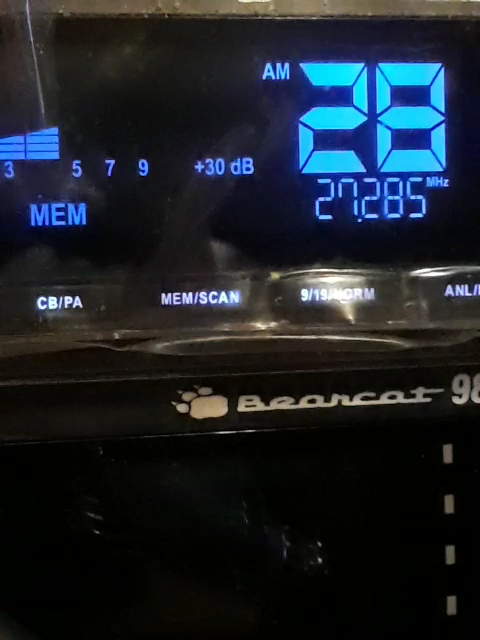 AM 28
3 5 7 9 +30 dB
27.285 MHz
MEM
CB/PA MEM/SCAN 9/19/NORM ANL/
Bearcat 98